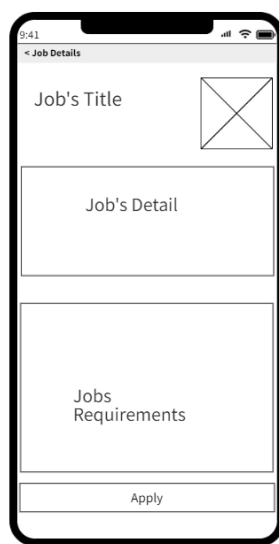 9:41
< Job Details
Job's Title
Job's Detail
Jobs
Requirements
Apply